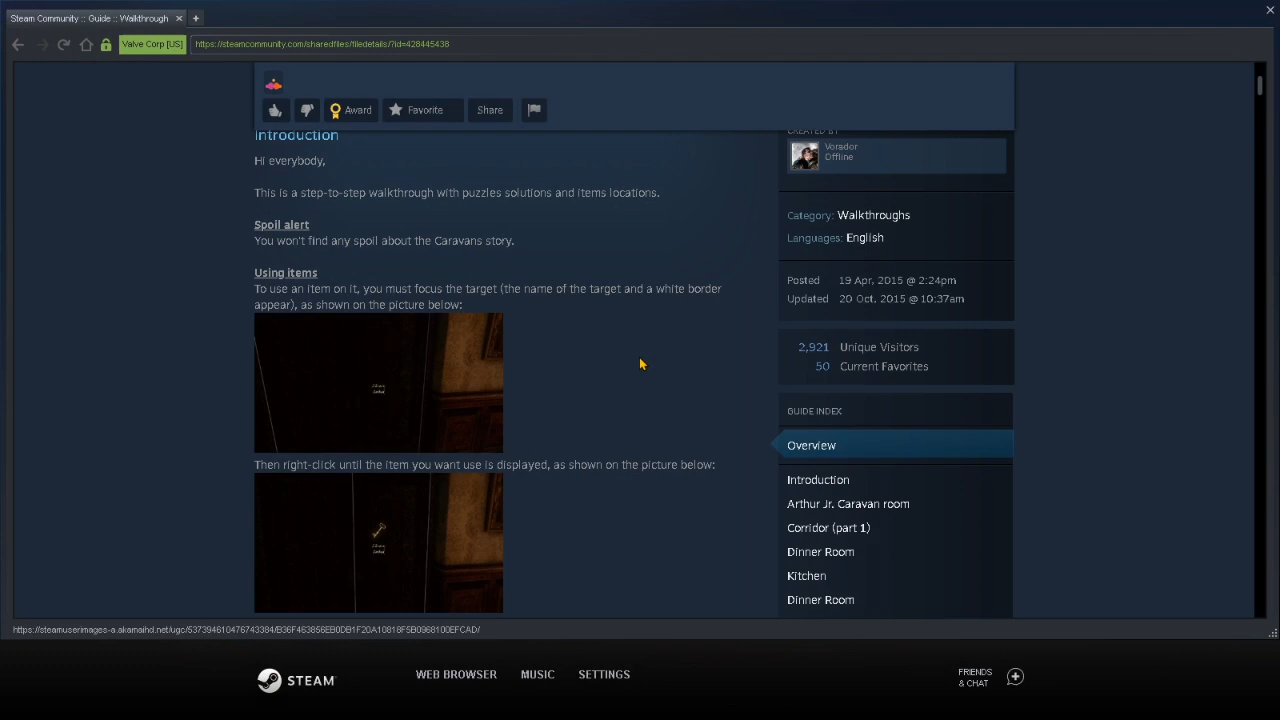 Steam Community :: Guide :: Walkthrough
Valve Corp [US]
https://steamcommunity.com/sharedfiles/filedetails/?id=428445438
Award
Favorite
Share
Introduction
Hi everybody,
This is a step-to-step walkthrough with puzzles solutions and items locations.
Spoil alert
You won't find any spoil about the Caravans story.
Using items
To use an item on it, you must focus the target (the name of the target and a white border
appear), as shown on the picture below:
Then right-click until the item you want use is displayed, as shown on the picture below:
CREATED BY
Vorador
Offline
Category: Walkthroughs
Languages: English
Posted 19 Apr, 2015 @ 2:24pm
Updated 20 Oct, 2015 @ 10:37am
2,921 Unique Visitors
50 Current Favorites
GUIDE INDEX
Overview
Introduction
Arthur Jr. Caravan room
Corridor (part 1)
Dinner Room
Kitchen
Dinner Room
https://steamuserimages-a.akamaihd.net/ugc/537394610476743384/B36F463856EB0DB1F20A10818F5B0968100EFCAD/
STEAM
WEB BROWSER
MUSIC
SETTINGS
FRIENDS
& CHAT